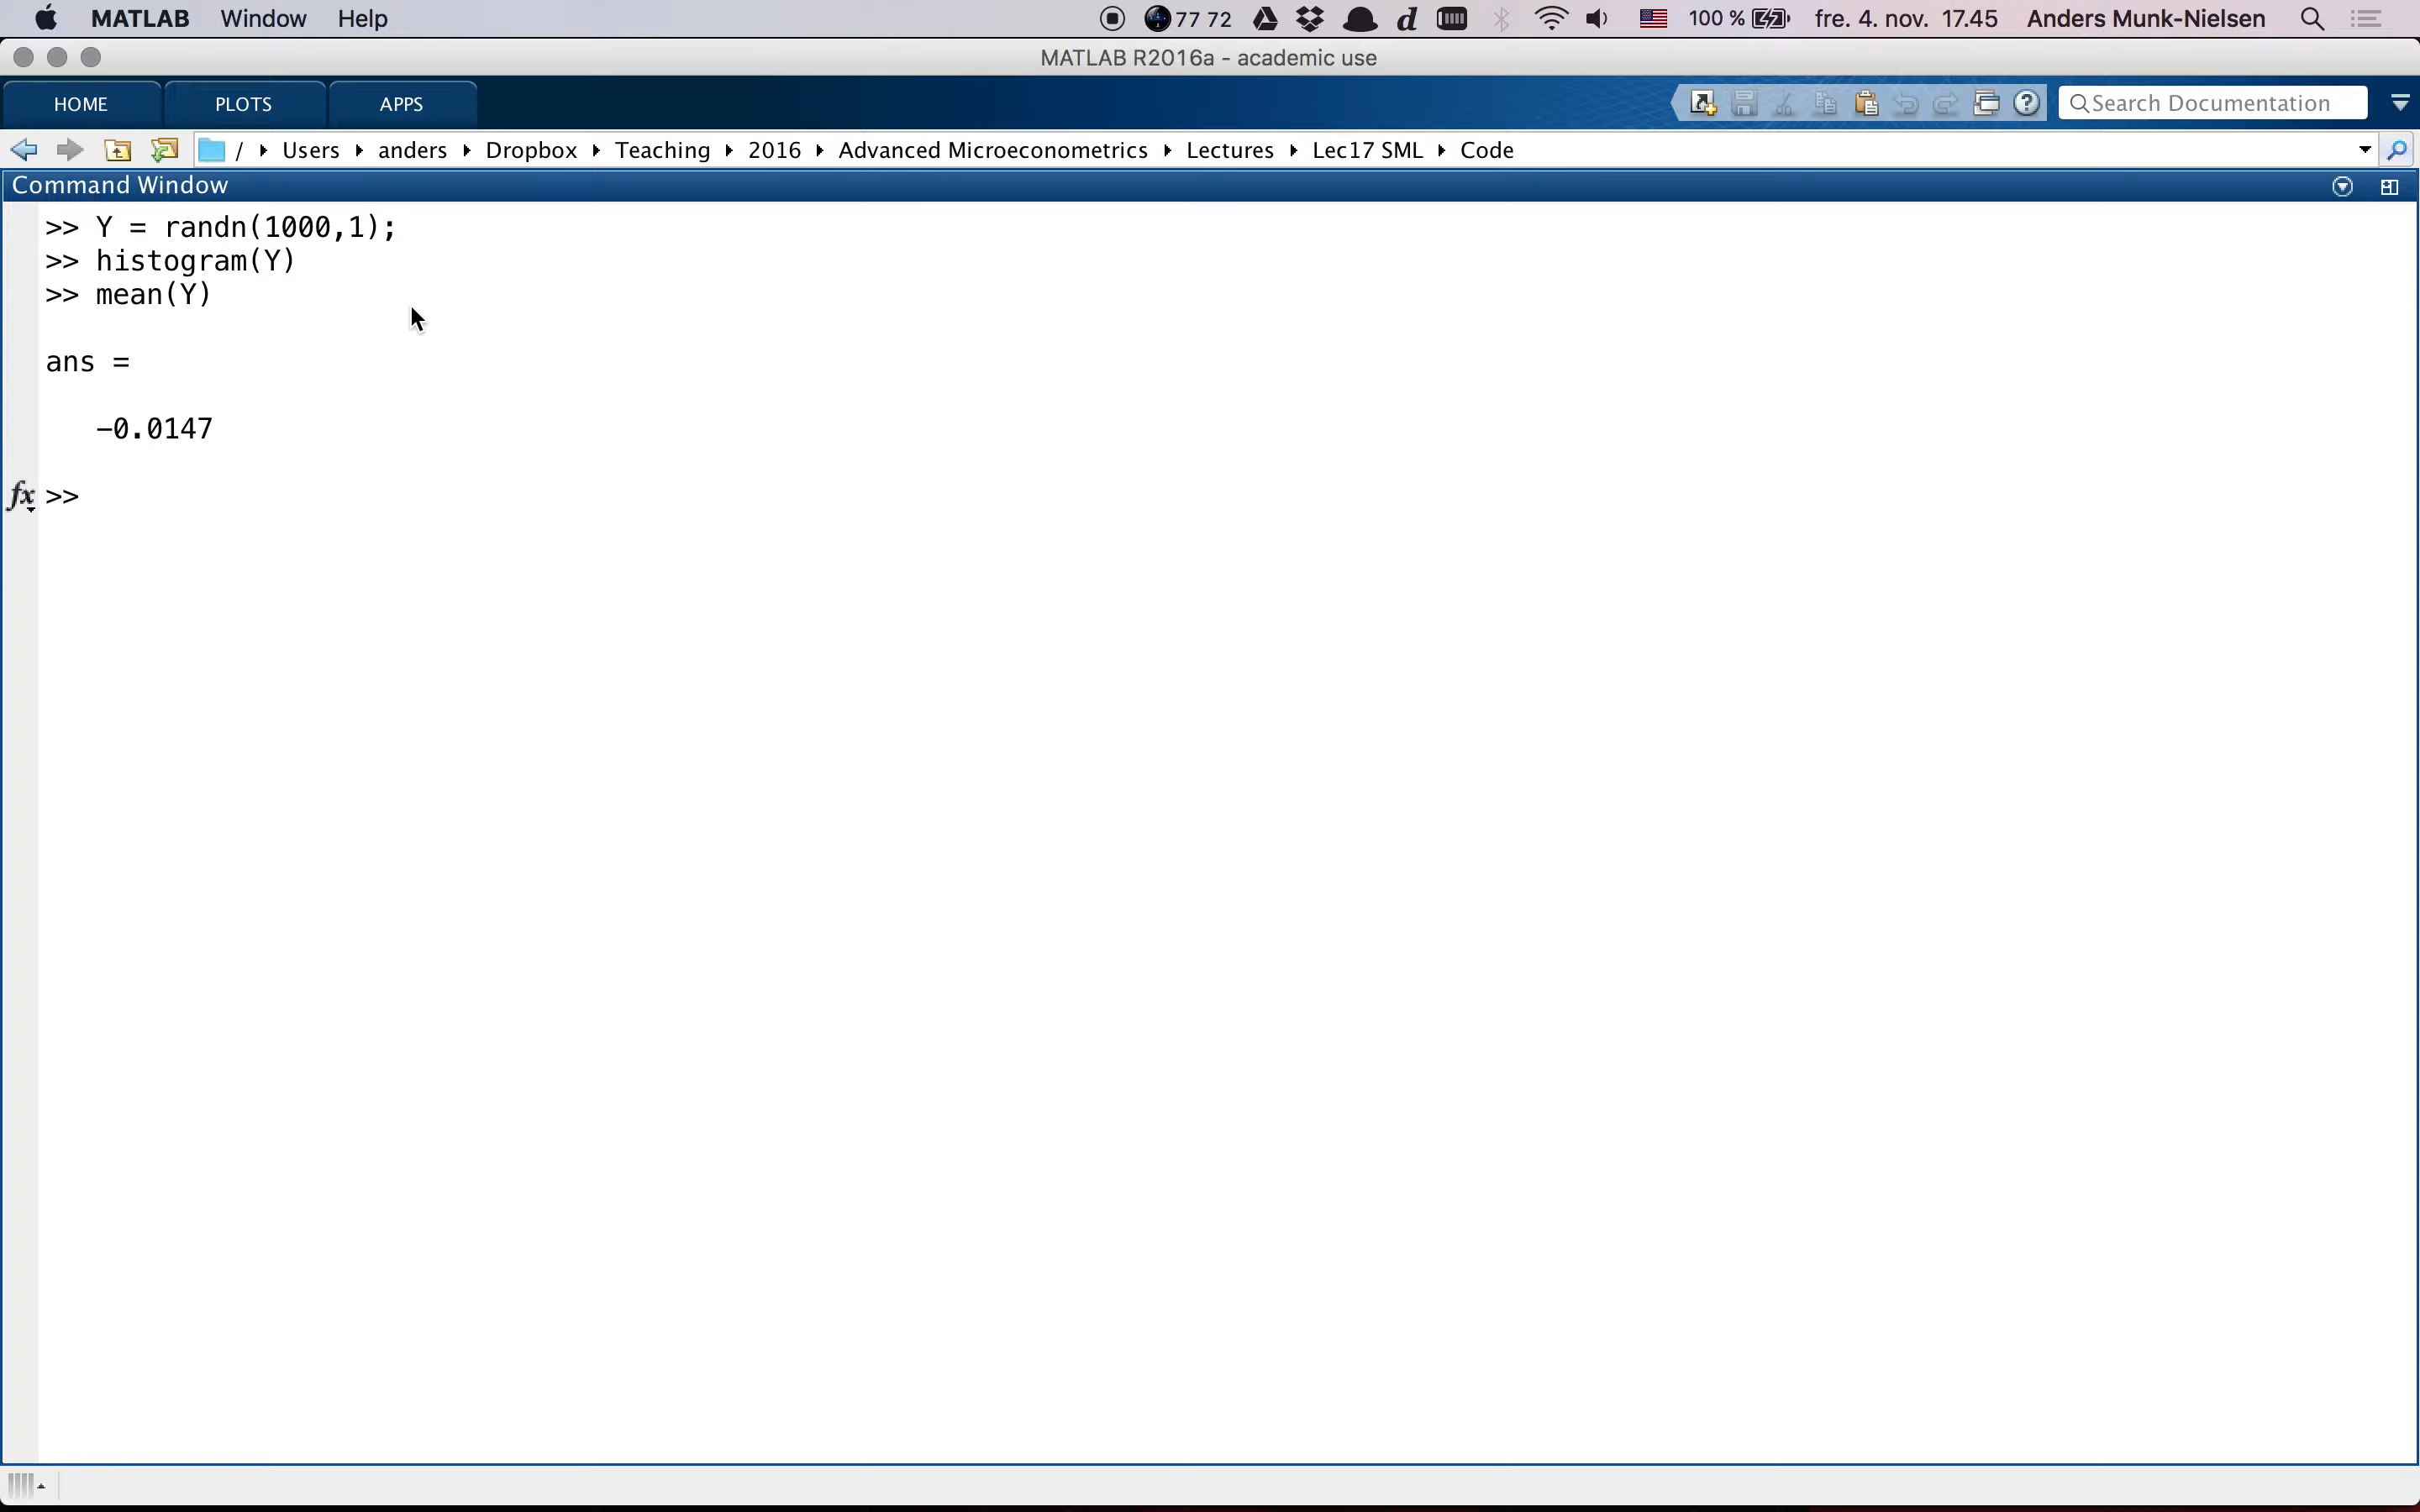 MATLAB Window Help 77 72 d 100 % fre. 4. nov. 17.45 Anders Munk-Nielsen
MATLAB R2016a - academic use
HOME PLOTS APPS Search Documentation
/ Users anders Dropbox Teaching 2016 Advanced Microeconometrics Lectures Lec17 SML Code
Command Window
>> Y = randn(1000,1);
>> histogram(Y)
>> mean(Y)
ans =
-0.0147
fx >>